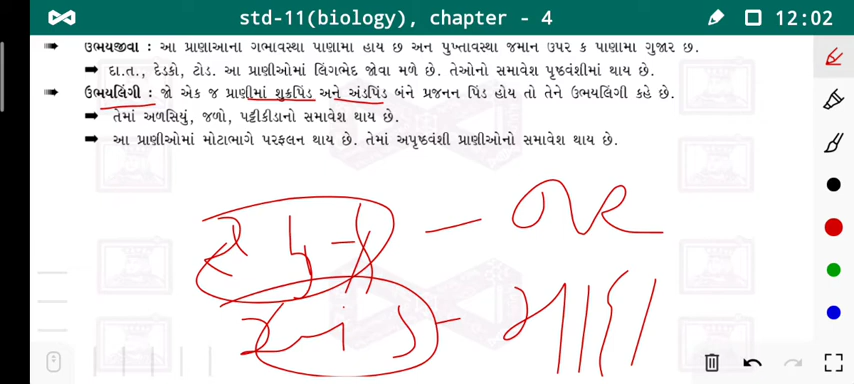 std-11(biology), chapter - 4
12:02
➠ ઉભયજીવા : આ પ્રાણીઓની ગર્ભાવસ્થા પાણીમાં હોય છે અને પુખ્તાવસ્થા જમીન ઉપર કે પાણીમાં ગુજારે છે.
➠ દા.ત., દેડકો, ટોડ. આ પ્રાણીઓમાં લિંગભેદ જોવા મળે છે. તેઓનો સમાવેશ પૃષ્ઠવંશીમાં થાય છે.
➠ ઉભયલિંગી : જો એક જ પ્રાણીમાં શુક્રપિંડ અને અંડપિંડ બંને પ્રજનન પિંડ હોય તો તેને ઉભયલિંગી કહે છે.
➠ તેમાં અળસિયું, જળો, પટ્ટીકીડાનો સમાવેશ થાય છે.
➠ આ પ્રાણીઓમાં મોટાભાગે પરફલન થાય છે. તેમાં અપૃષ્ઠવંશી પ્રાણીઓનો સમાવેશ થાય છે.
શુક્ર – નર
અંડ – માદા